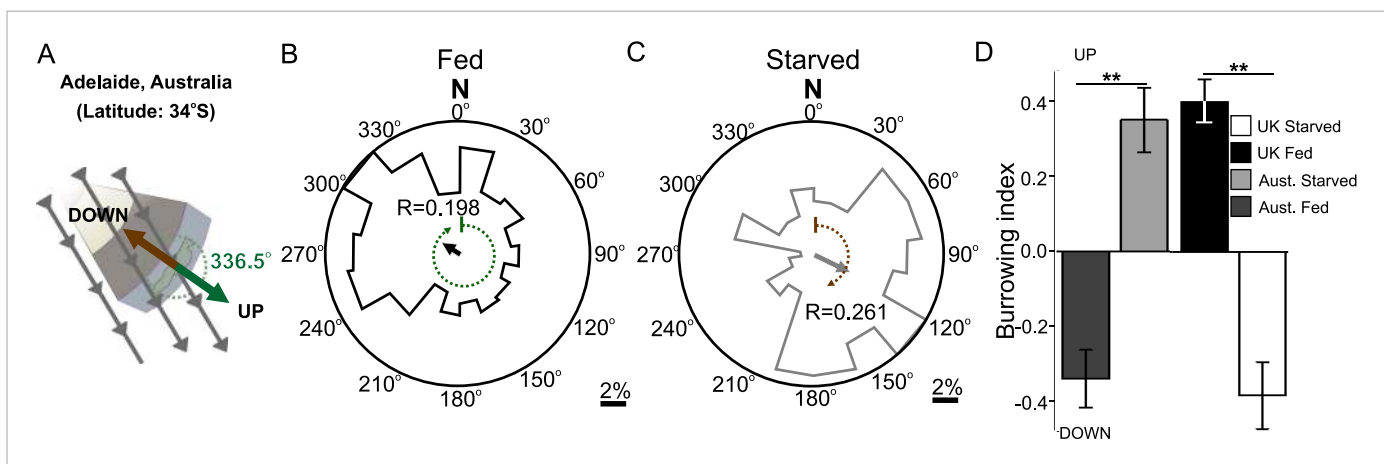 A
Adelaide, Australia
(Latitude: 34°S)
DOWN
336.5°
UP
B
Fed
N
0°
30°
60°
90°
120°
150°
180°
210°
240°
270°
300°
330°
R=0.198
2%
C
Starved
N
0°
30°
60°
90°
120°
150°
180°
210°
240°
270°
300°
330°
R=0.261
2%
D
UP
**
**
0.4
0.2
0.0
-0.2
-0.4
Burrowing index
DOWN
UK Starved
UK Fed
Aust. Starved
Aust. Fed